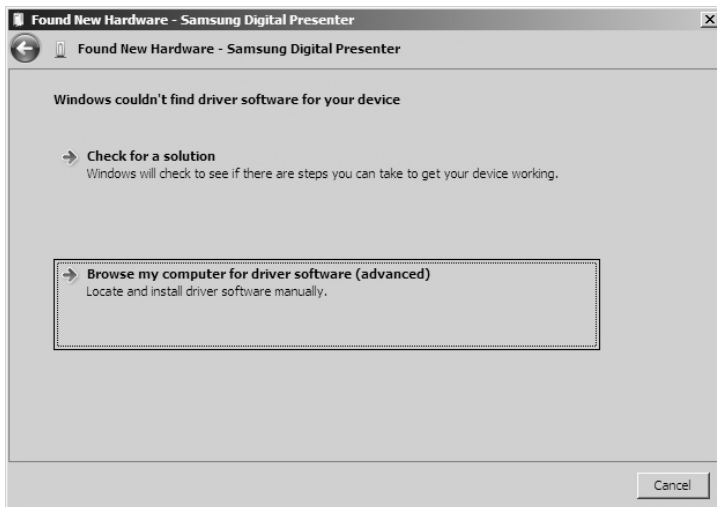 Found New Hardware - Samsung Digital Presenter
Found New Hardware - Samsung Digital Presenter
Windows couldn't find driver software for your device
Check for a solution
Windows will check to see if there are steps you can take to get your device working.
Browse my computer for driver software (advanced)
Locate and install driver software manually.
Cancel